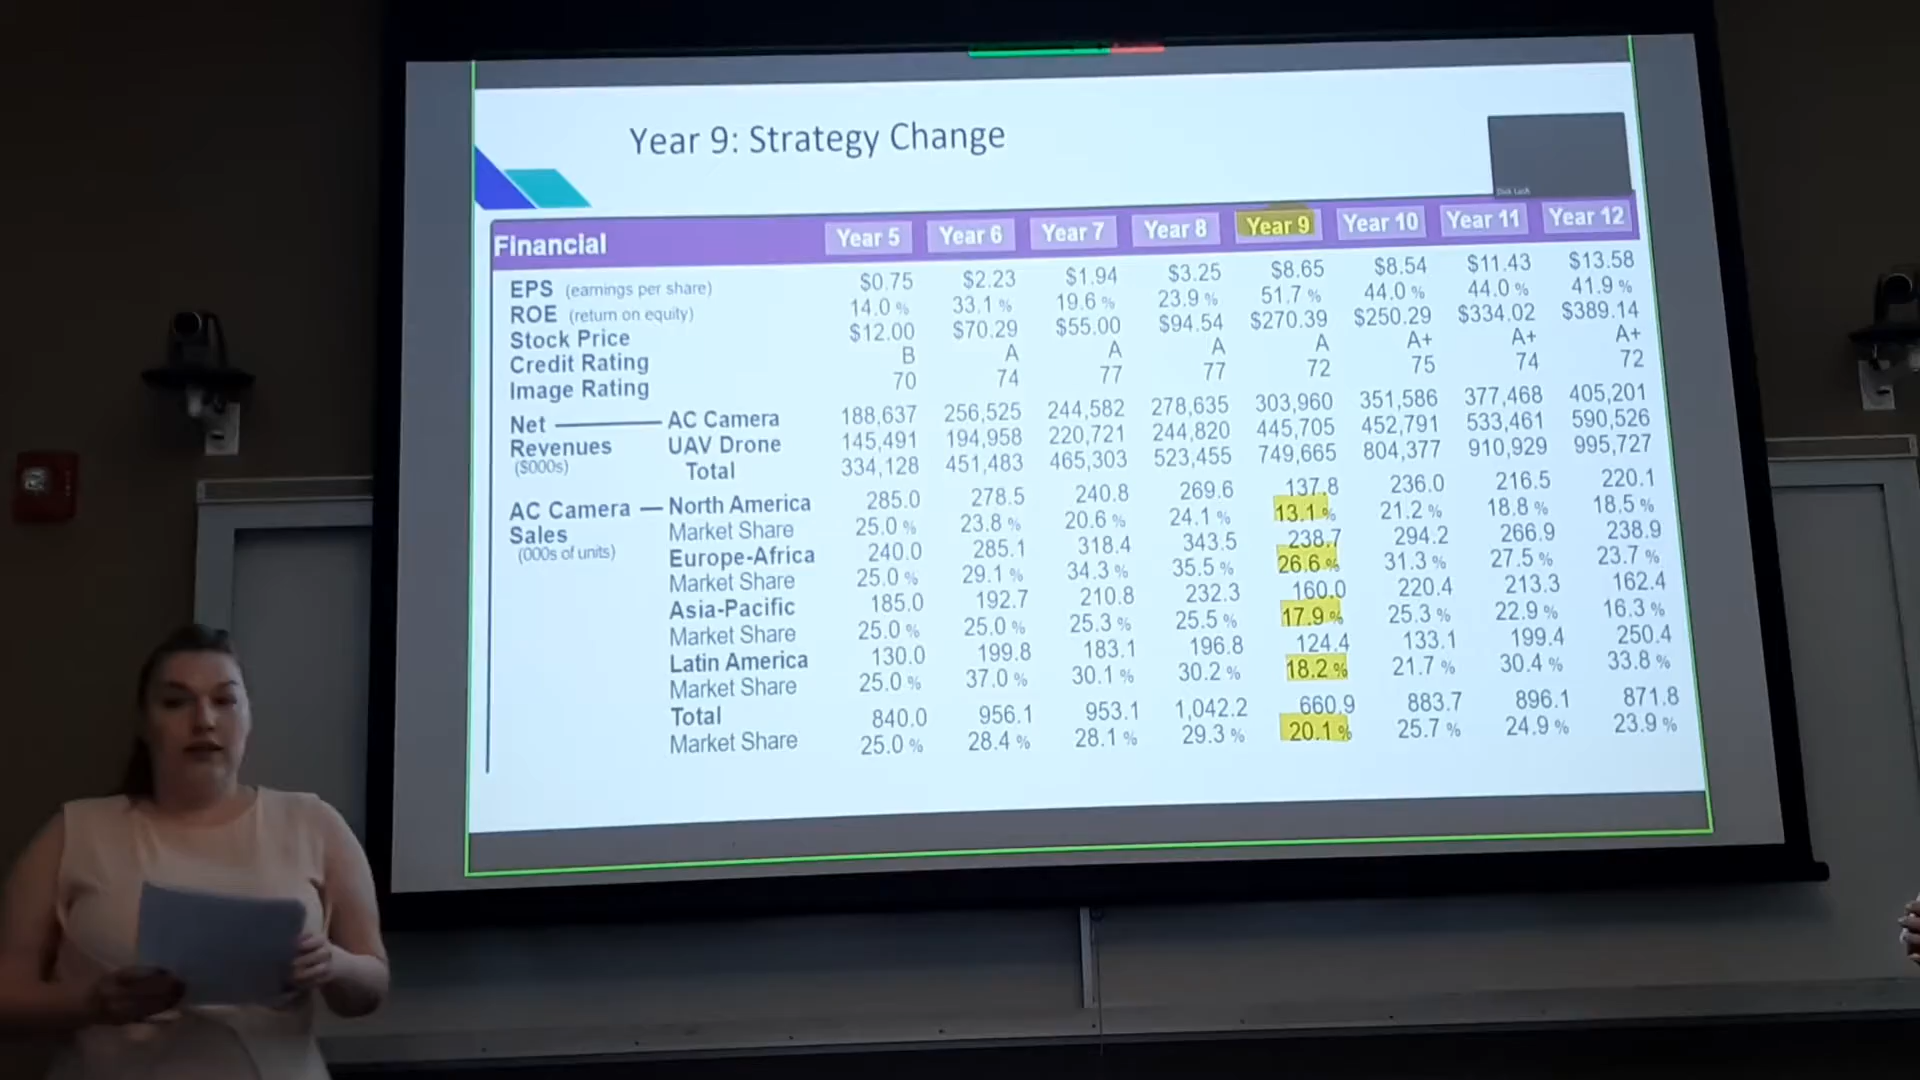 Year 9: Strategy Change
Dick Luck
Financial Year 5 Year 6 Year 7 Year 8 Year 9 Year 10 Year 11 Year 12
EPS (earnings per share) $0.75 $2.23 $1.94 $3.25 $8.65 $8.54 $11.43 $13.58
ROE (return on equity) 14.0 % 33.1 % 19.6 % 23.9 % 51.7 % 44.0 % 44.0 % 41.9 %
Stock Price $12.00 $70.29 $55.00 $94.54 $270.39 $250.29 $334.02 $389.14
Credit Rating B A A A A A+ A+ A+
Image Rating 70 74 77 77 72 75 74 72
Net AC Camera 188,637 256,525 244,582 278,635 303,960 351,586 377,468 405,201
Revenues UAV Drone 145,491 194,958 220,721 244,820 445,705 452,791 533,461 590,526
($000s) Total 334,128 451,483 465,303 523,455 749,665 804,377 910,929 995,727
AC Camera North America 285.0 278.5 240.8 269.6 137.8 236.0 216.5 220.1
Sales Market Share 25.0 % 23.8 % 20.6 % 24.1 % 13.1 % 21.2 % 18.8 % 18.5 %
(000s of units) Europe-Africa 240.0 285.1 318.4 343.5 238.7 294.2 266.9 238.9
Market Share 25.0 % 29.1 % 34.3 % 35.5 % 26.6 % 31.3 % 27.5 % 23.7 %
Asia-Pacific 185.0 192.7 210.8 232.3 160.0 220.4 213.3 162.4
Market Share 25.0 % 25.0 % 25.3 % 25.5 % 17.9 % 25.3 % 22.9 % 16.3 %
Latin America 130.0 199.8 183.1 196.8 124.4 133.1 199.4 250.4
Market Share 25.0 % 37.0 % 30.1 % 30.2 % 18.2 % 21.7 % 30.4 % 33.8 %
Total 840.0 956.1 953.1 1,042.2 660.9 883.7 896.1 871.8
Market Share 25.0 % 28.4 % 28.1 % 29.3 % 20.1 % 25.7 % 24.9 % 23.9 %